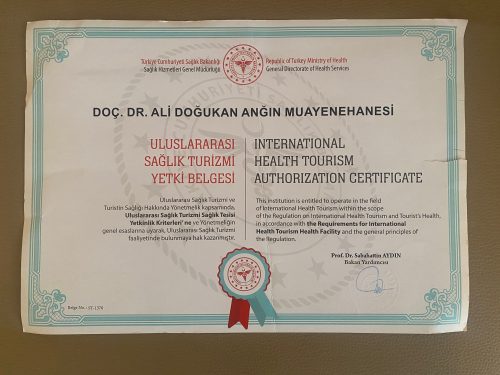 Türkiye Cumhuriyeti Sağlık Bakanlığı
Sağlık Hizmetleri Genel Müdürlüğü
Republic of Turkey Ministry of Health
General Directorate of Health Services
DOÇ. DR. ALİ DOĞUKAN ANĞIN MUAYENEHANESİ
ULUSLARARASI
SAĞLIK TURİZMİ
YETKİ BELGESİ
Uluslararası Sağlık Turizmi ve
Turistin Sağlığı Hakkında Yönetmelik kapsamında,
Uluslararası Sağlık Turizmi Sağlık Tesisi
Yetkinlik Kriterleri'ne ve Yönetmeliğin
genel esaslarına uyarak, Uluslararası Sağlık Turizmi
faaliyetinde bulunmaya hak kazanmıştır.
INTERNATIONAL
HEALTH TOURISM
AUTHORIZATION CERTIFICATE
This institution is entitled to operate in the field
of International Health Tourism within the scope
of the Regulation on International Health Tourism and Tourist's Health,
in accordance with the Requirements for International
Health Tourism Health Facility and the general principles of
the Regulation.
Prof. Dr. Sabahattin AYDIN
Bakan Yardımcısı
Belge No.: ST-1376